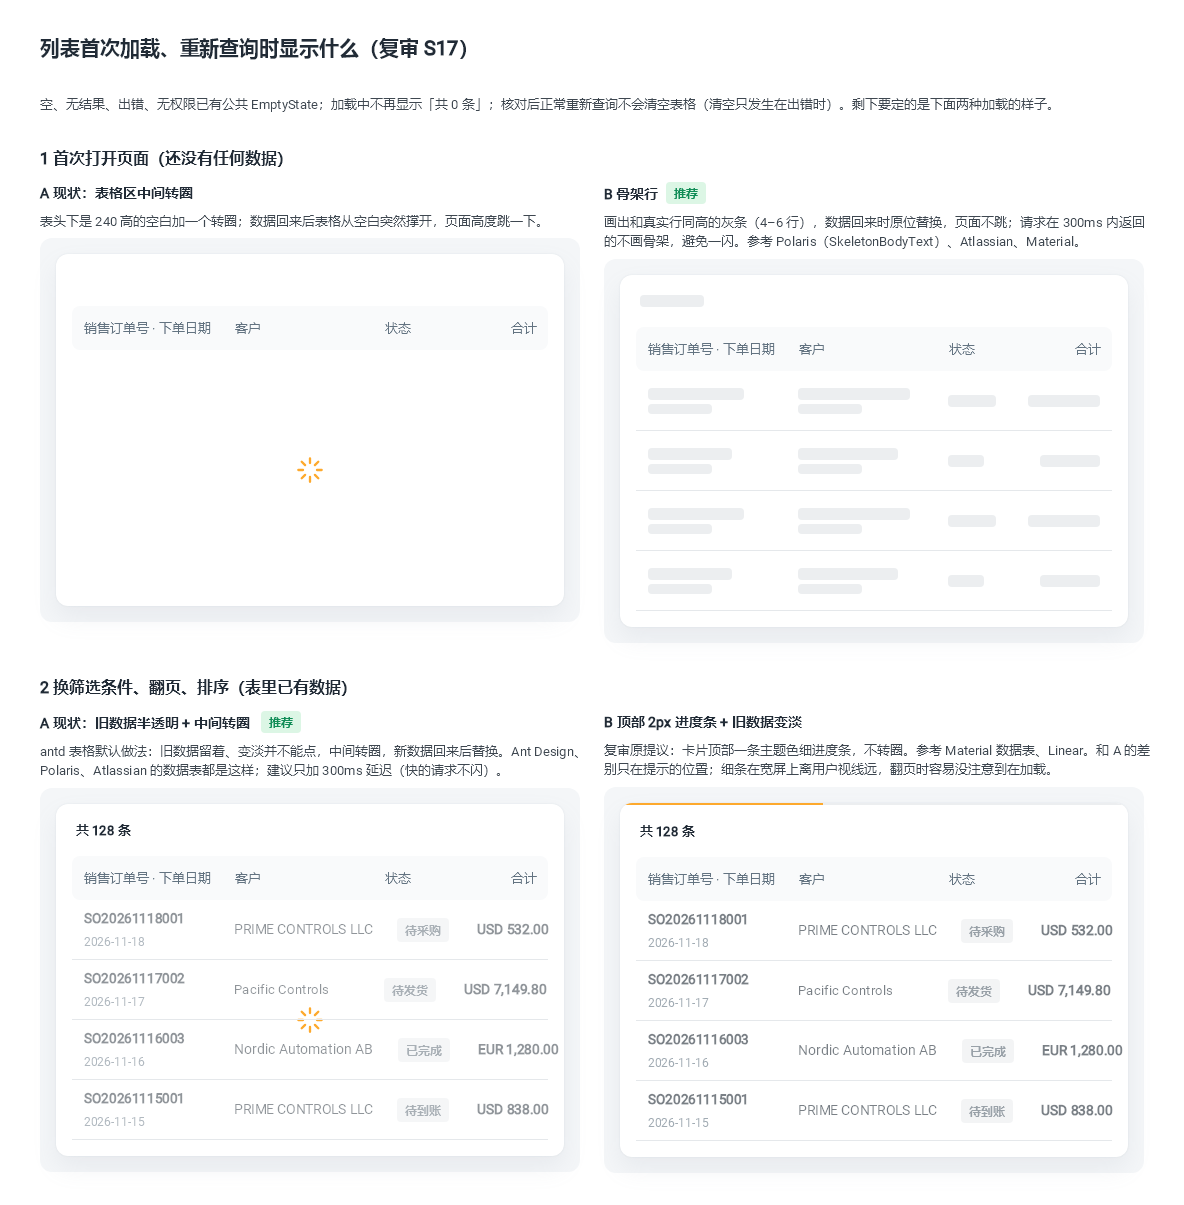 列表首次加载、重新查询时显示什么（复审 S17）
空、无结果、出错、无权限已有公共 EmptyState；加载中不再显示「共 0 条」；核对后正常重新查询不会清空表格（清空只发生在出错时）。剩下要定的是下面两种加载的样子。
1 首次打开页面（还没有任何数据）
A 现状：表格区中间转圈
表头下是 240 高的空白加一个转圈；数据回来后表格从空白突然撑开，页面高度跳一下。
销售订单号 · 下单日期 客户 状态 合计
B 骨架行 推荐
画出和真实行同高的灰条（4–6 行），数据回来时原位替换，页面不跳；请求在 300ms 内返回
的不画骨架，避免一闪。参考 Polaris（SkeletonBodyText）、Atlassian、Material。
销售订单号 · 下单日期 客户 状态 合计
2 换筛选条件、翻页、排序（表里已有数据）
A 现状：旧数据半透明 + 中间转圈 推荐
antd 表格默认做法：旧数据留着、变淡并不能点，中间转圈，新数据回来后替换。Ant Design、
Polaris、Atlassian 的数据表都是这样；建议只加 300ms 延迟（快的请求不闪）。
共 128 条
销售订单号 · 下单日期 客户 状态 合计
SO20261118001 PRIME CONTROLS LLC 待采购 USD 532.00
2026-11-18
SO20261117002 Pacific Controls 待发货 USD 7,149.80
2026-11-17
SO20261116003 Nordic Automation AB 已完成 EUR 1,280.00
2026-11-16
SO20261115001 PRIME CONTROLS LLC 待到账 USD 838.00
2026-11-15
B 顶部 2px 进度条 + 旧数据变淡
复审原提议：卡片顶部一条主题色细进度条，不转圈。参考 Material 数据表、Linear。和 A 的差
别只在提示的位置；细条在宽屏上离用户视线远，翻页时容易没注意到在加载。
共 128 条
销售订单号 · 下单日期 客户 状态 合计
SO20261118001 PRIME CONTROLS LLC 待采购 USD 532.00
2026-11-18
SO20261117002 Pacific Controls 待发货 USD 7,149.80
2026-11-17
SO20261116003 Nordic Automation AB 已完成 EUR 1,280.00
2026-11-16
SO20261115001 PRIME CONTROLS LLC 待到账 USD 838.00
2026-11-15